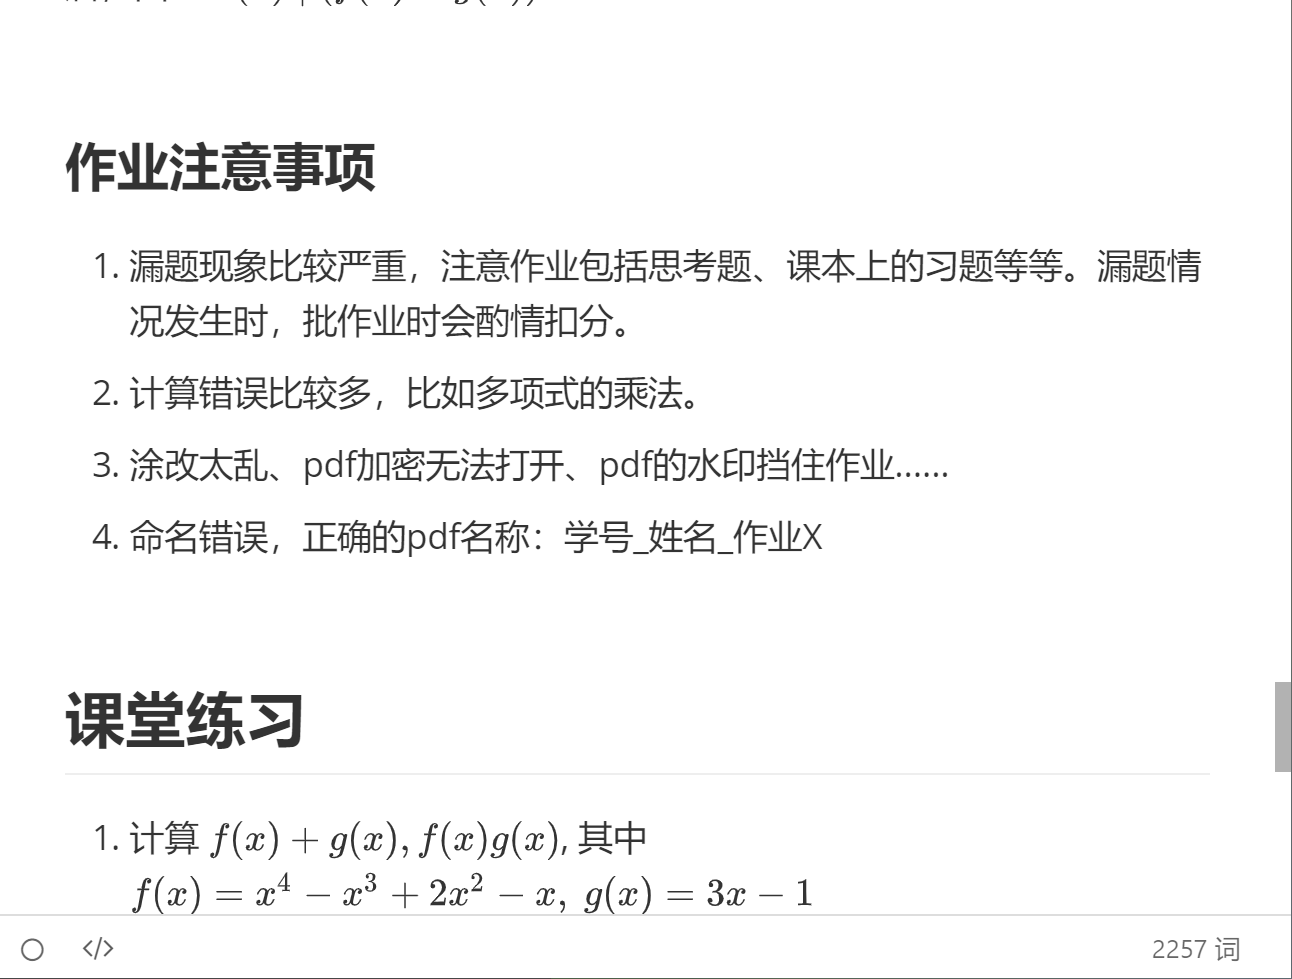 作业注意事项
1. 漏题现象比较严重，注意作业包括思考题、课本上的习题等等。漏题情
况发生时，批作业时会酌情扣分。
2. 计算错误比较多，比如多项式的乘法。
3. 涂改太乱、pdf加密无法打开、pdf的水印挡住作业……
4. 命名错误，正确的pdf名称：学号_姓名_作业X
课堂练习
1. 计算 f(x) + g(x), f(x)g(x), 其中
f(x) = x⁴ − x³ + 2x² − x, g(x) = 3x − 1
</> 2257 词